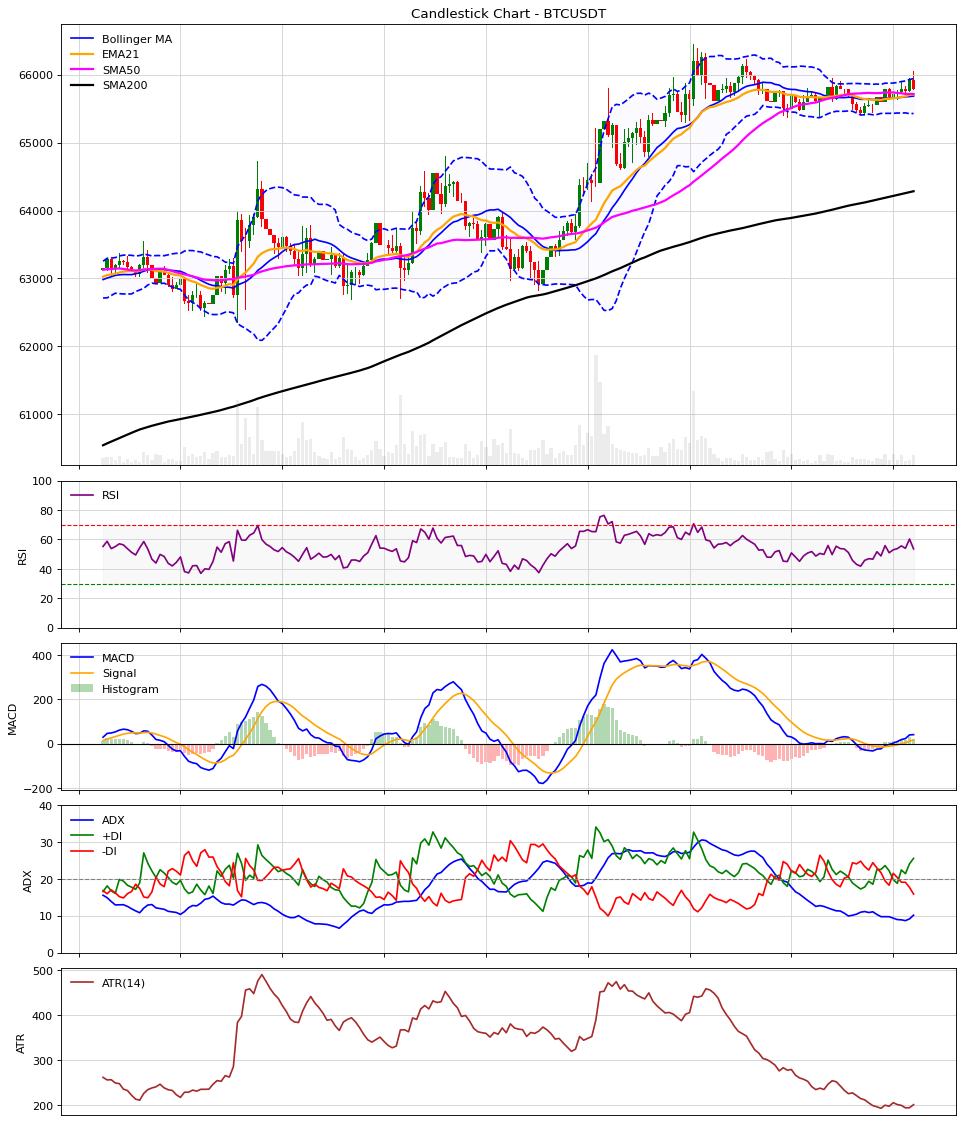 Candlestick Chart - BTCUSDT
Bollinger MA
EMA21
SMA50
SMA200
66000
65000
64000
63000
62000
61000
RSI
RSI
100
80
60
40
20
0
MACD
Signal
Histogram
MACD
400
200
0
−200
ADX
+DI
-DI
ADX
40
30
20
10
0
ATR(14)
ATR
500
400
300
200